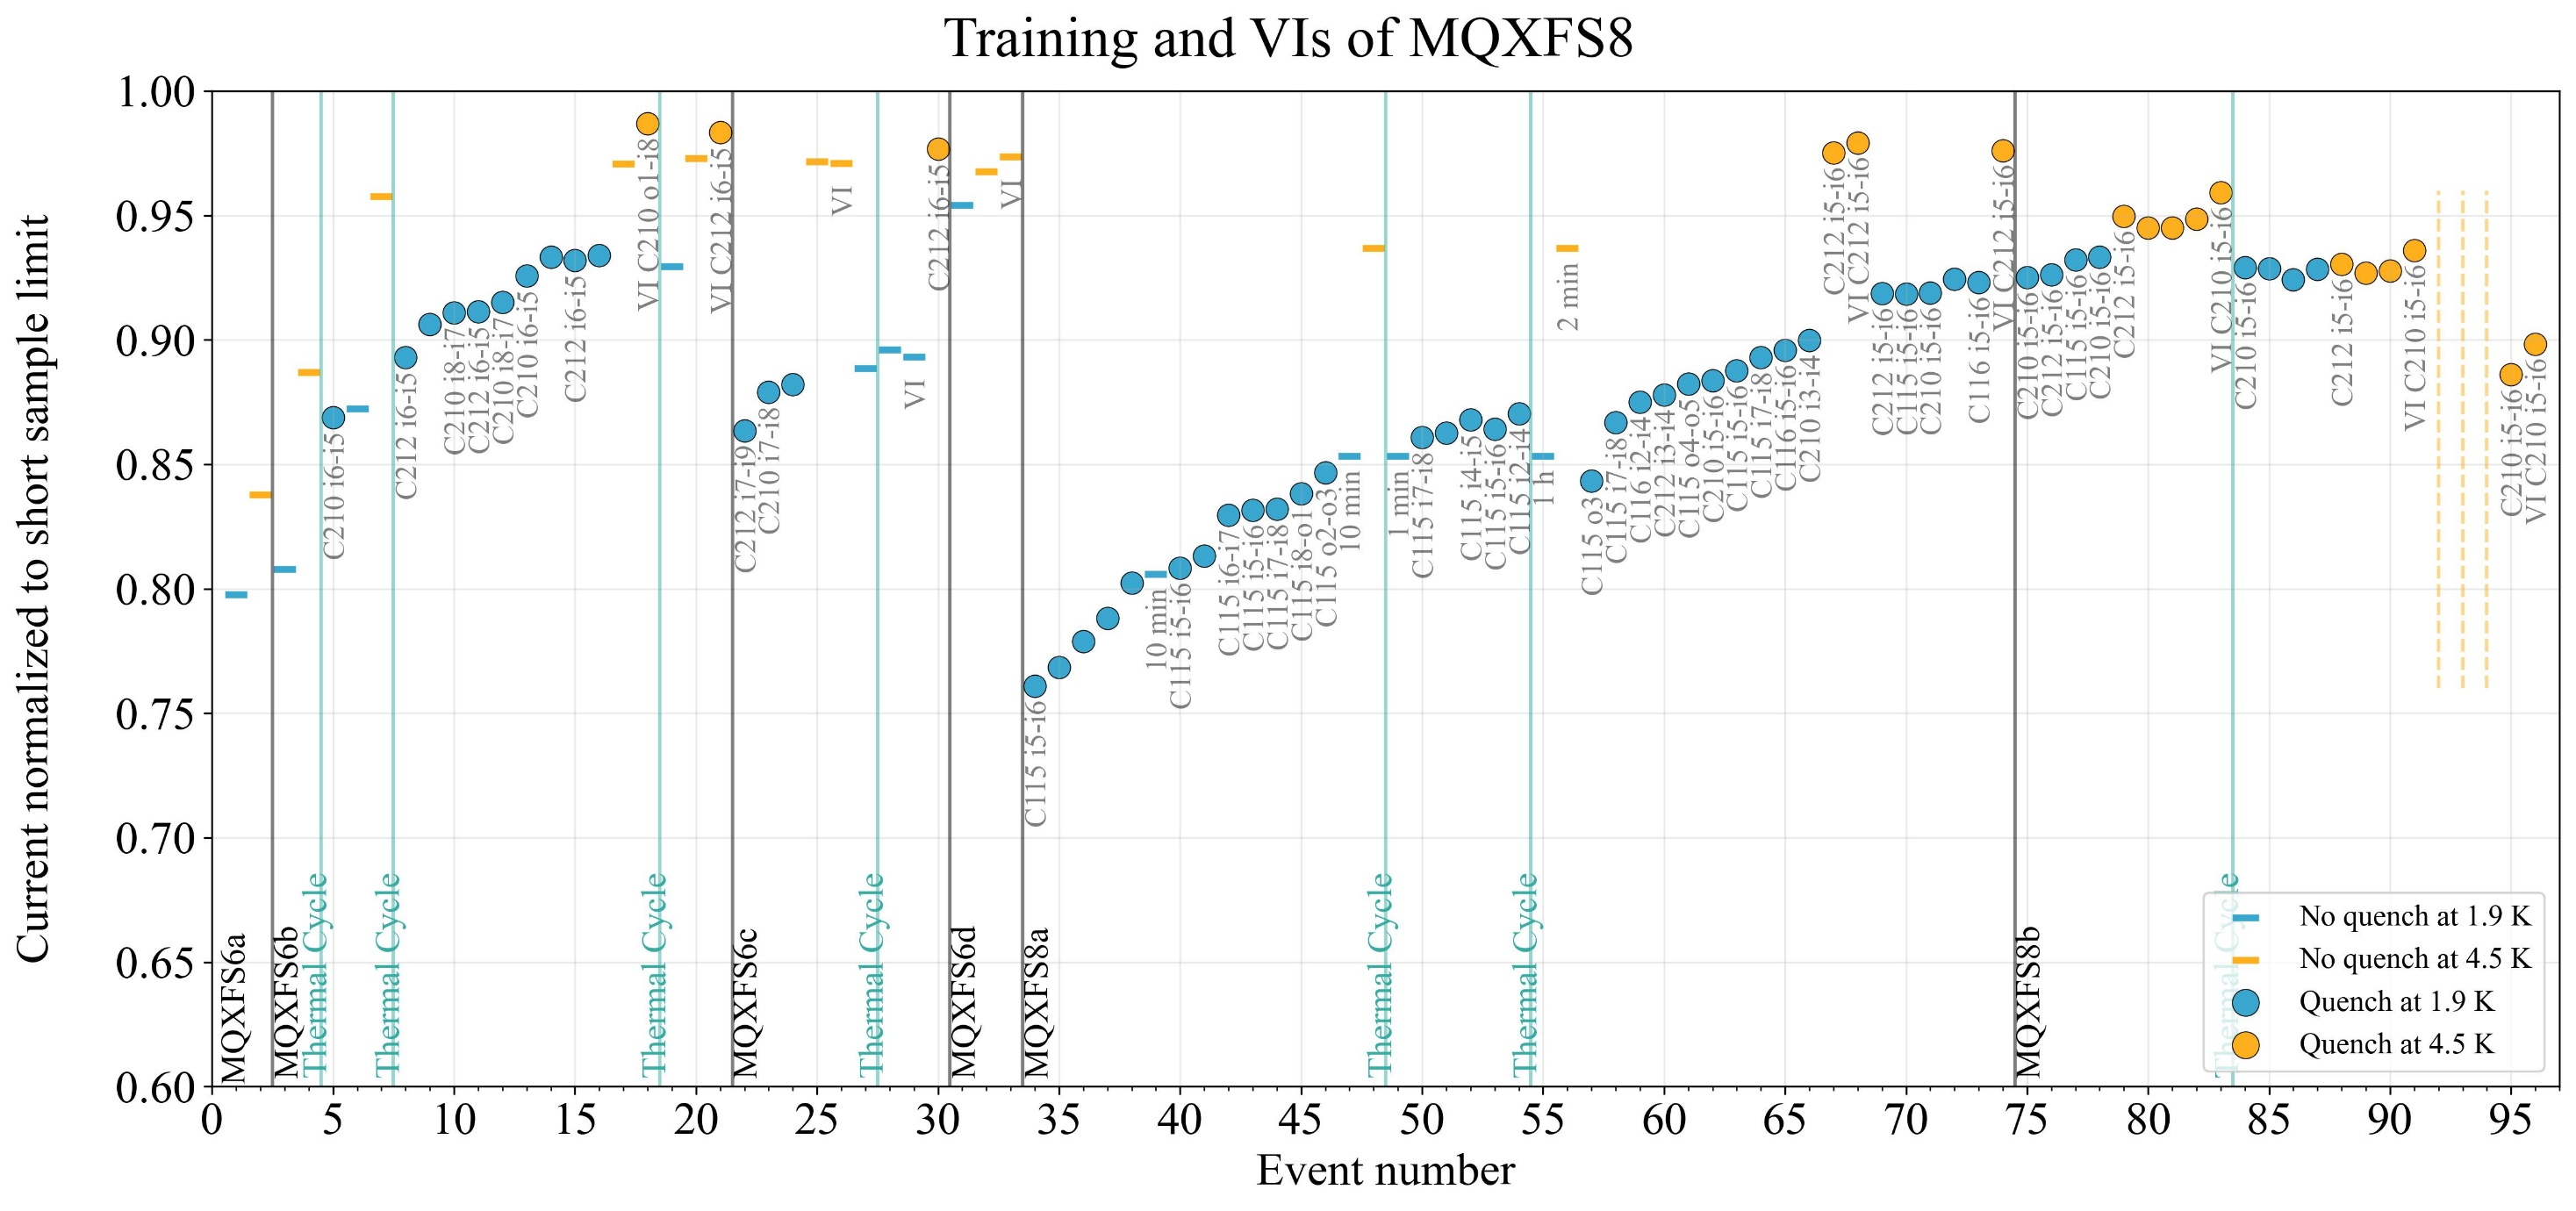 Training and VIs of MQXFS8
Current normalized to short sample limit
1.00
0.95
0.90
0.85
0.80
0.75
0.70
0.65
0.60
0
5
10
15
20
25
30
35
40
45
50
55
60
65
70
75
80
85
90
95
Event number
MQXFS6a
MQXFS6b
Thermal Cycle
Thermal Cycle
Thermal Cycle
MQXFS6c
Thermal Cycle
MQXFS6d
MQXFS8a
Thermal Cycle
Thermal Cycle
MQXFS8b
Thermal Cycle
C210 i6-i5
C212 i6-i5
C210 i8-i7
C212 i6-i5
C210 i8-i7
C210 i6-i5
C212 i6-i5
VI C210 o1-i8
VI C212 i6-i5
C212 i7-i9
C210 i7-i8
VI
VI
C212 i6-i5
VI
C115 i5-i6
10 min
C115 i5-i6
C115 i6-i7
C115 i5-i6
C115 i7-i8
C115 i8-o1
C115 o2-o3
10 min
1 min
C115 i7-i8
C115 i4-i5
C115 i5-i6
C115 i2-i4
1 h
2 min
C115 o3
C115 i7-i8
C116 i2-i4
C212 i3-i4
C115 o4-o5
C210 i5-i6
C115 i5-i6
C115 i7-i8
C116 i5-i6
C210 i3-i4
C212 i5-i6
VI C212 i5-i6
C212 i5-i6
C115 i5-i6
C210 i5-i6
C116 i5-i6
VI C212 i5-i6
C210 i5-i6
C212 i5-i6
C115 i5-i6
C210 i5-i6
C212 i5-i6
VI C210 i5-i6
C210 i5-i6
C212 i5-i6
VI C210 i5-i6
C210 i5-i6
VI C210 i5-i6
No quench at 1.9 K
No quench at 4.5 K
Quench at 1.9 K
Quench at 4.5 K